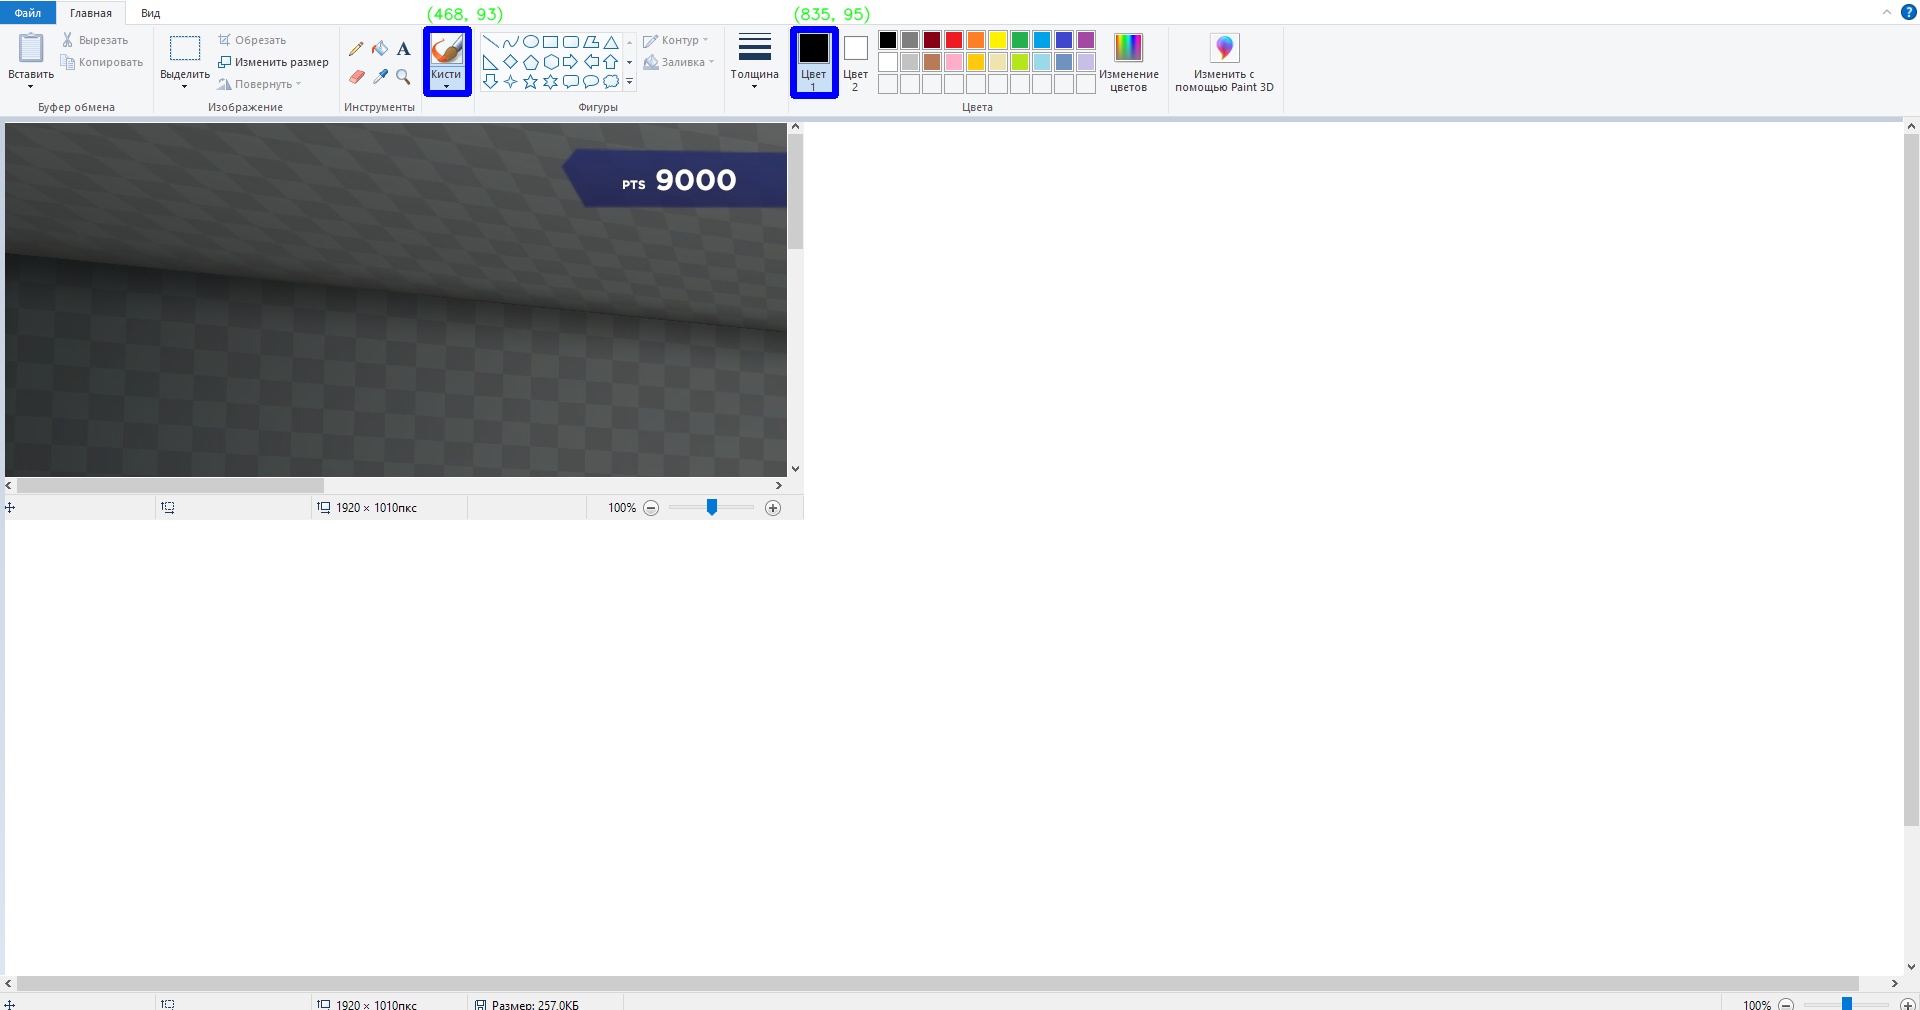 (468, 93) (835, 95)
Файл Главная Вид
Вставить
Вырезать
Копировать
Буфер обмена
Выделить
Обрезать
Изменить размер
Повернуть
Изображение
A
Инструменты
Кисти
Фигуры
Контур
Заливка
Толщина
Цвет
1
Цвет
2
Цвета
Изменение
цветов
Изменить с
помощью Paint 3D
PTS 9000
1920 × 1010пкс
100%
1920 × 1010пкс
Размер: 257,0КБ
100%